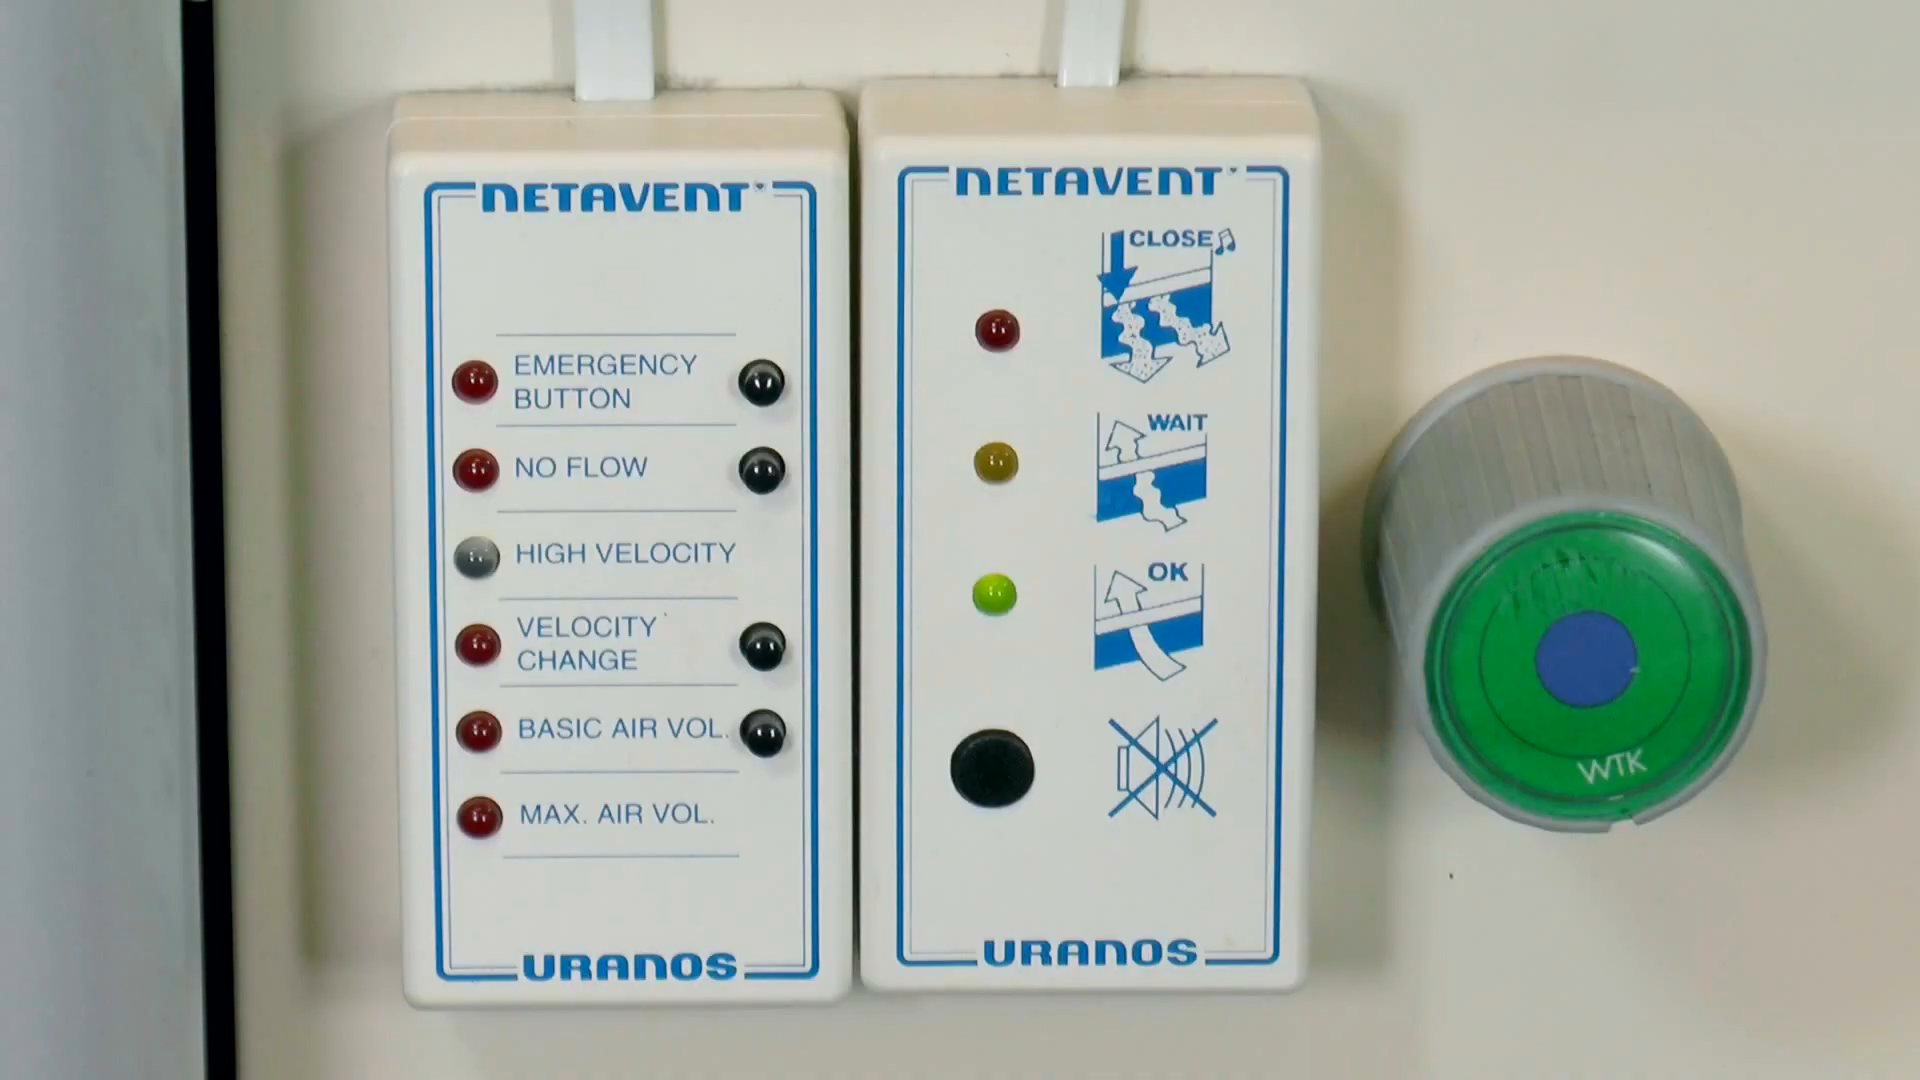 NETAVENT
EMERGENCY
BUTTON
NO FLOW
HIGH VELOCITY
VELOCITY
CHANGE
BASIC AIR VOL.
MAX. AIR VOL.
URANOS
NETAVENT
CLOSE
WAIT
OK
URANOS
WTK